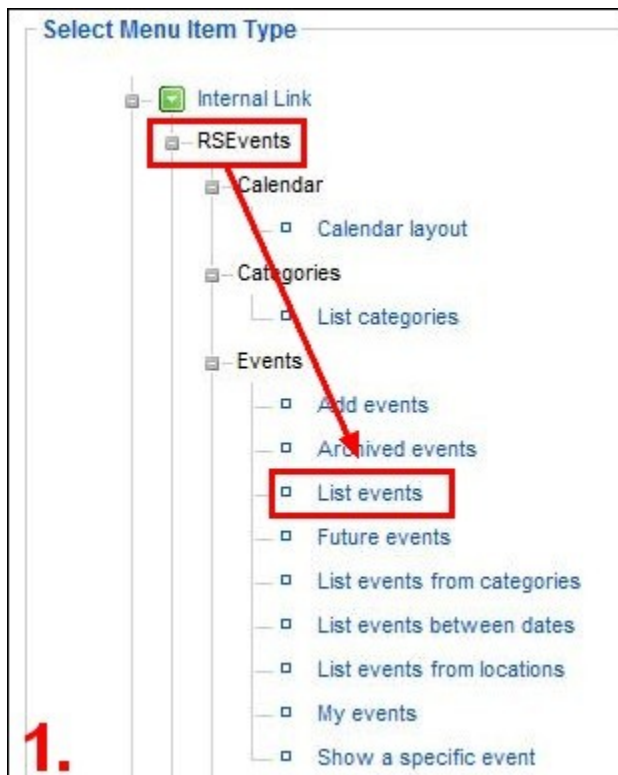 Select Menu Item Type
Internal Link
RSEvents
Calendar
Calendar layout
Categories
List categories
Events
Add events
Archived events
List events
Future events
List events from categories
List events between dates
List events from locations
My events
Show a specific event
1.